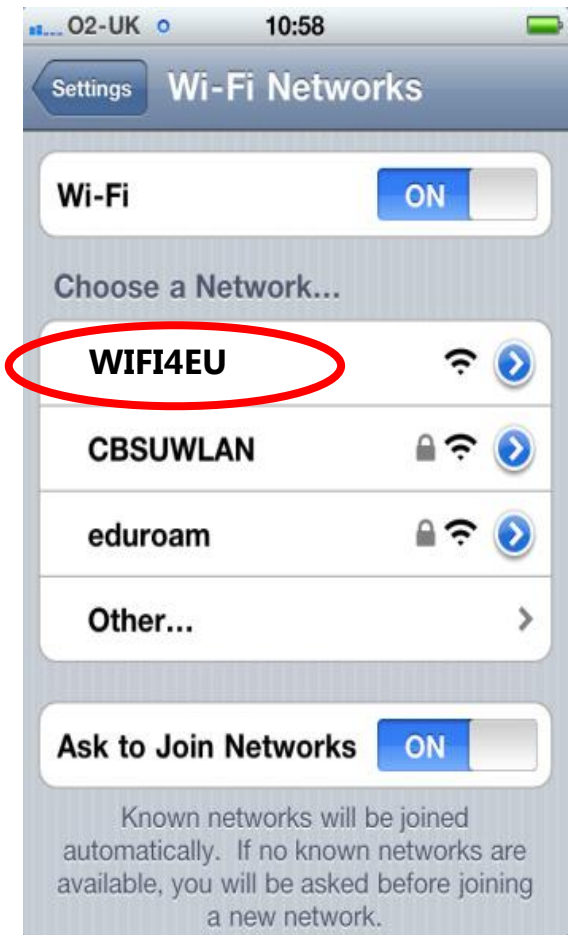 O2-UK 10:58
Settings Wi-Fi Networks
Wi-Fi ON
Choose a Network...
WIFI4EU
CBSUWLAN
eduroam
Other...
Ask to Join Networks ON
Known networks will be joined
automatically. If no known networks are
available, you will be asked before joining
a new network.